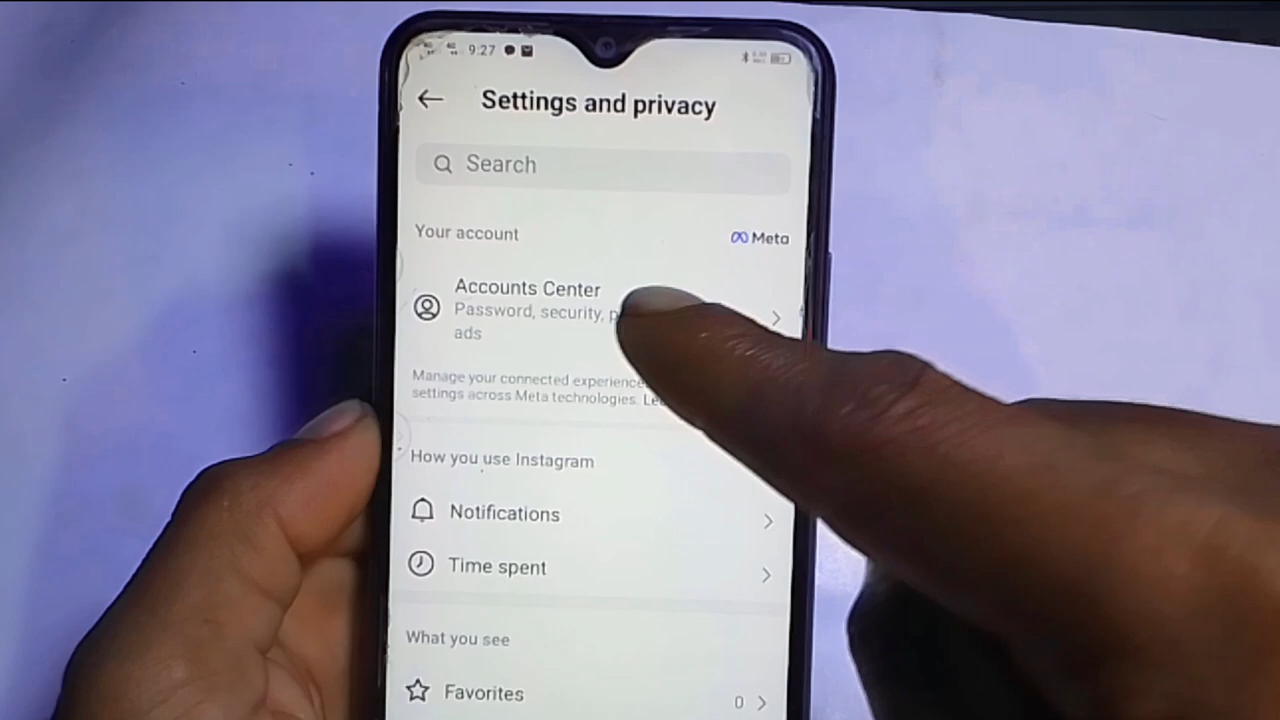 9:27
Settings and privacy
Search
Your account
Meta
Accounts Center
Password, security,
ads
Manage your connected
settings across Meta technologies.
How you use Instagram
Notifications
Time spent
What you see
Favorites
0